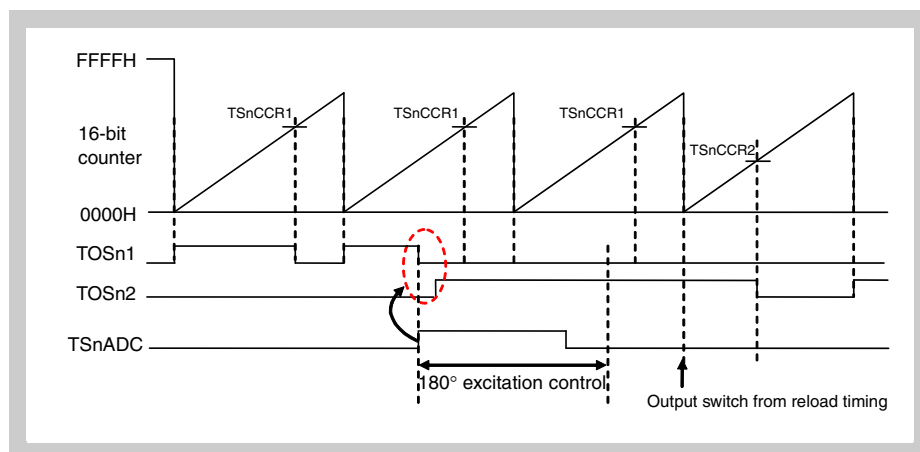 FFFFH
TSnCCR1
TSnCCR1
TSnCCR1
16-bit
counter
TSnCCR2
0000H
TOSn1
TOSn2
TSnADC
180° excitation control
Output switch from reload timing